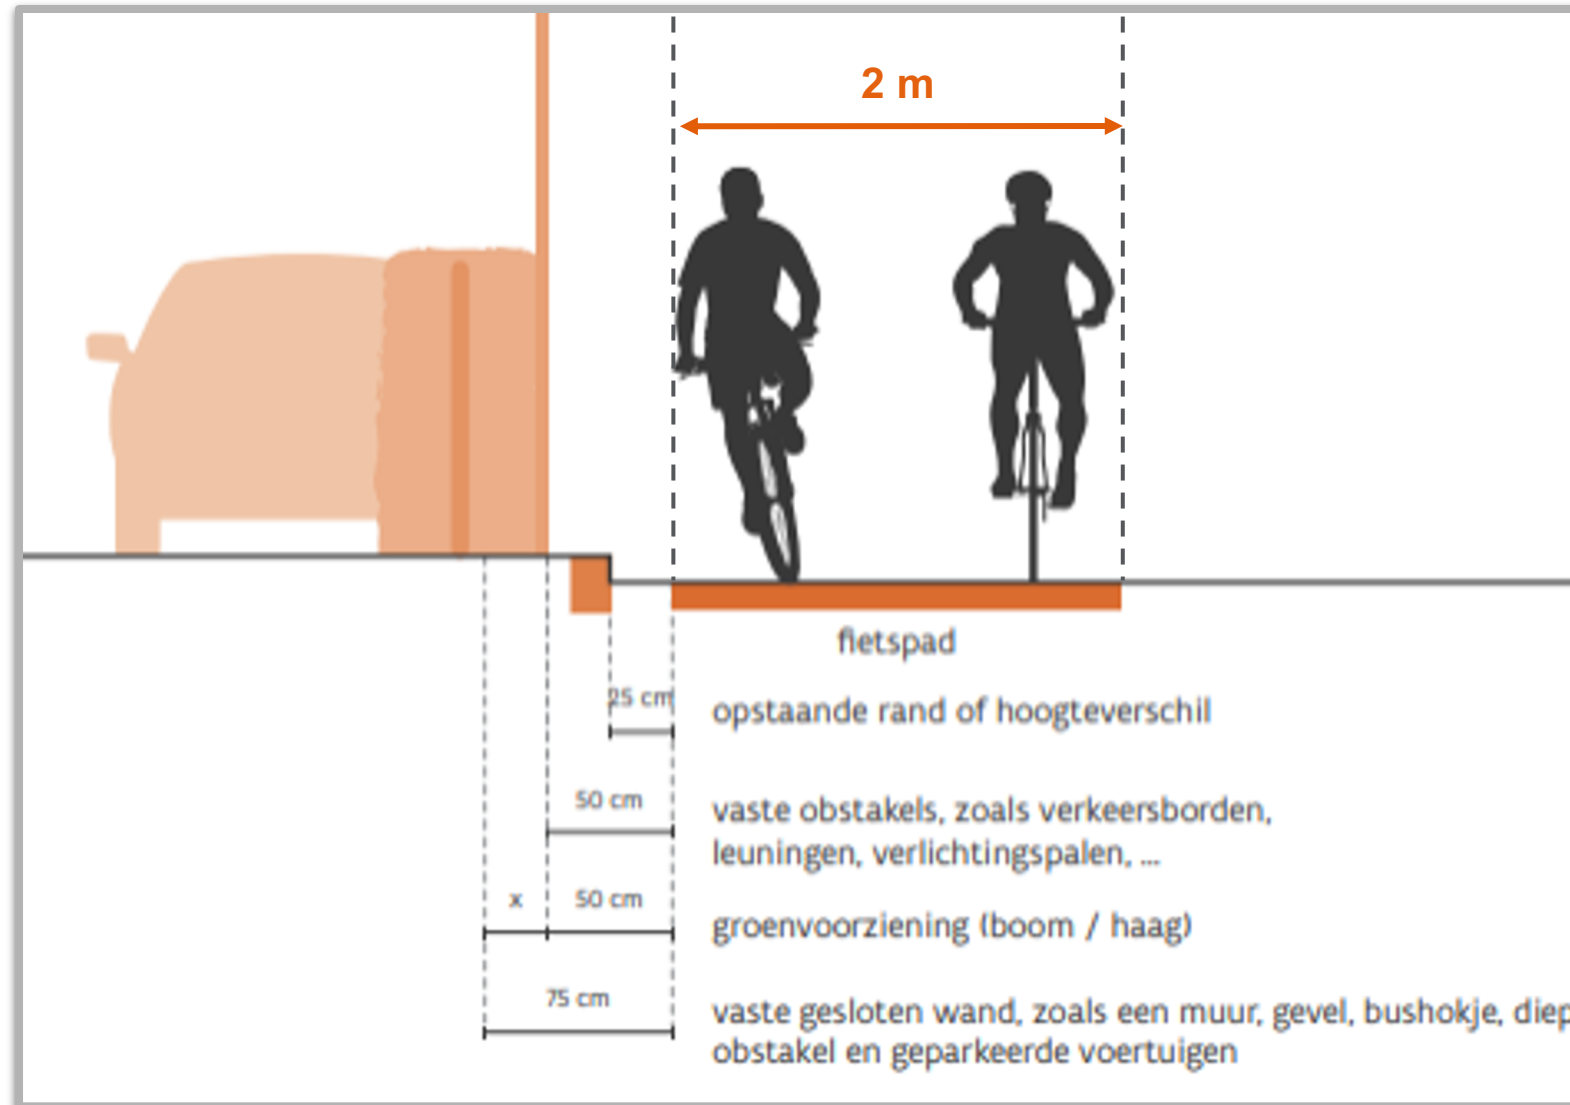 2 m
fietspad
25 cm
opstaande rand of hoogteverschil
50 cm
vaste obstakels, zoals verkeersborden,
leuningen, verlichtingspalen, ...
x
50 cm
groenvoorziening (boom / haag)
75 cm
vaste gesloten wand, zoals een muur, gevel, bushokje,
obstakel en geparkeerde voertuigen